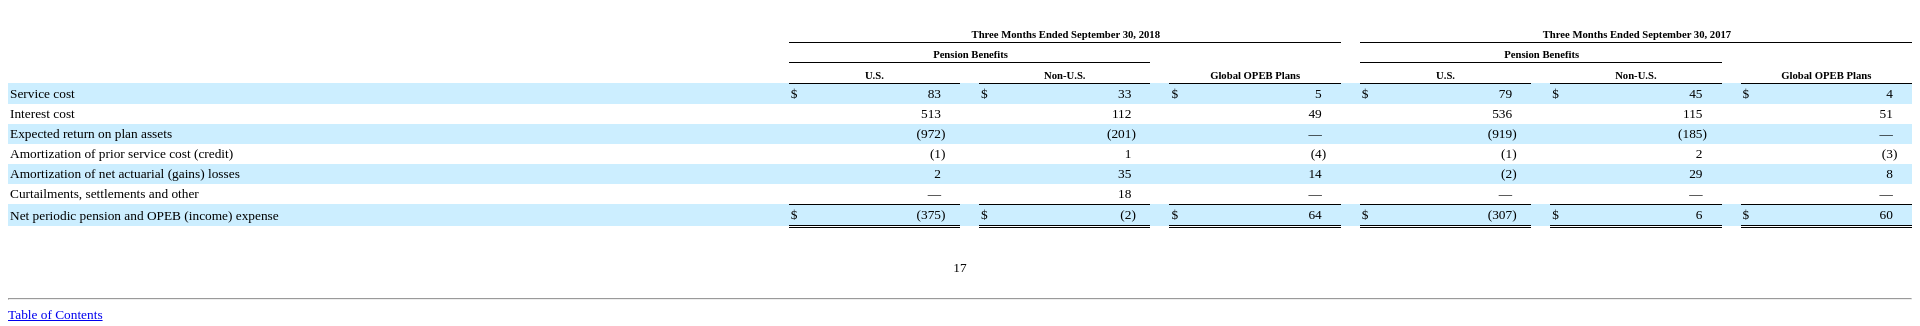 Three Months Ended September 30, 2018 Three Months Ended September 30, 2017
Pension Benefits Pension Benefits
U.S. Non-U.S. Global OPEB Plans U.S. Non-U.S. Global OPEB Plans
Service cost $ 83 $ 33 $ 5 $ 79 $ 45 $ 4
Interest cost 513 112 49 536 115 51
Expected return on plan assets (972) (201) — (919) (185) —
Amortization of prior service cost (credit) (1) 1 (4) (1) 2 (3)
Amortization of net actuarial (gains) losses 2 35 14 (2) 29 8
Curtailments, settlements and other — 18 — — — —
Net periodic pension and OPEB (income) expense $ (375) $ (2) $ 64 $ (307) $ 6 $ 60
17
Table of Contents